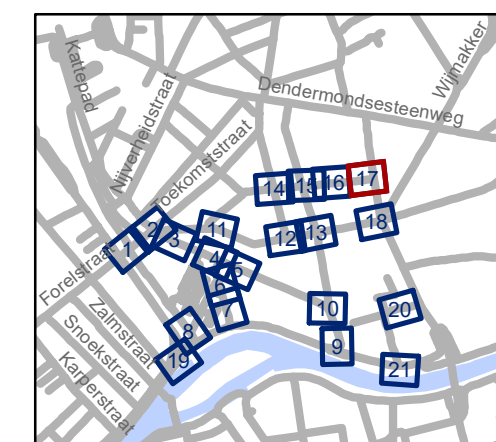 Kattepad
Nijverheidstraat
Toekomststraat
Dendermondsesteenweg
Wijmakker
Forelstraat
Zalmstraat
Snoekstraat
Karperstraat
1
2
3
4
5
6
7
8
9
10
11
12
13
14
15
16
17
18
19
20
21